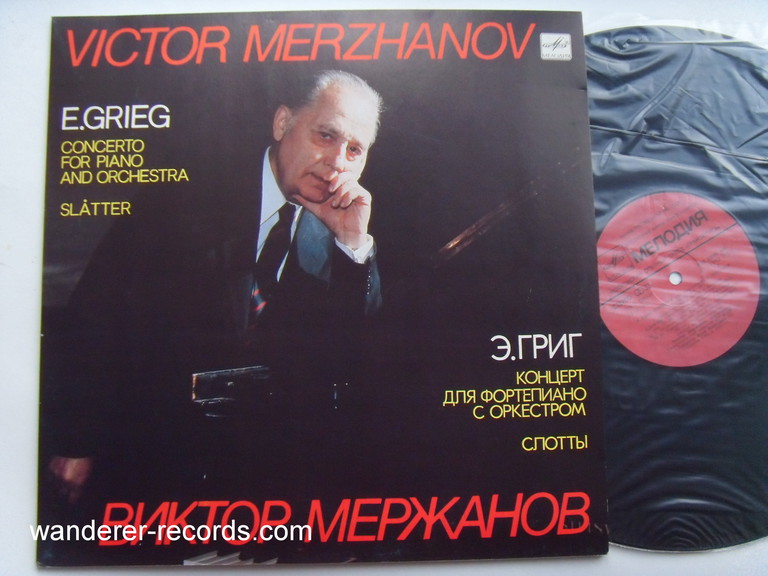 VICTOR MERZHANOV
E.GRIEG
CONCERTO
FOR PIANO
AND ORCHESTRA
SLÅTTER
Э.ГРИГ
КОНЦЕРТ
ДЛЯ ФОРТЕПИАНО
С ОРКЕСТРОМ
СЛОТТЫ
ВИКТОР МЕРЖАНОВ
МЕЛОДИЯ
wanderer-records.com